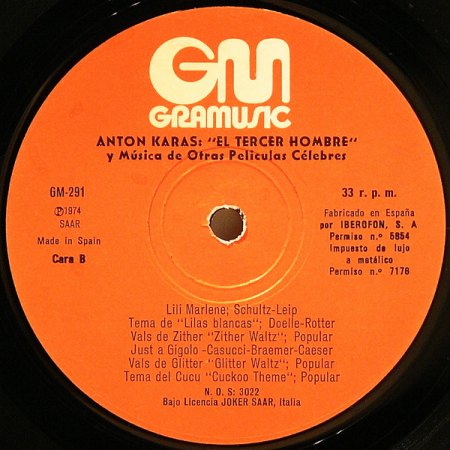 GM
GRAMUSIC
ANTON KARAS: "EL TERCER HOMBRE"
y Música de Otras Películas Célebres
GM-291
Ⓟ1974
SAAR
Made in Spain
Cara B
33 r. p. m.
Fabricado en España
por IBEROFON, S. A
Permiso n.º 5854
Impuesto de lujo
a metálico
Permiso n.º 7176
Lili Marlene; Schultz-Leip
Tema de "Lilas blancas"; Doelle-Rotter
Vals de Zither "Zither Waltz"; Popular
Just a Gigolo -Casucci-Braemer-Caeser
Vals de Glitter "Glitter Waltz"; Popular
Tema del Cucu "Cuckoo Theme"; Popular
N. O. S: 3022
Bajo Licencia JOKER SAAR, Italia